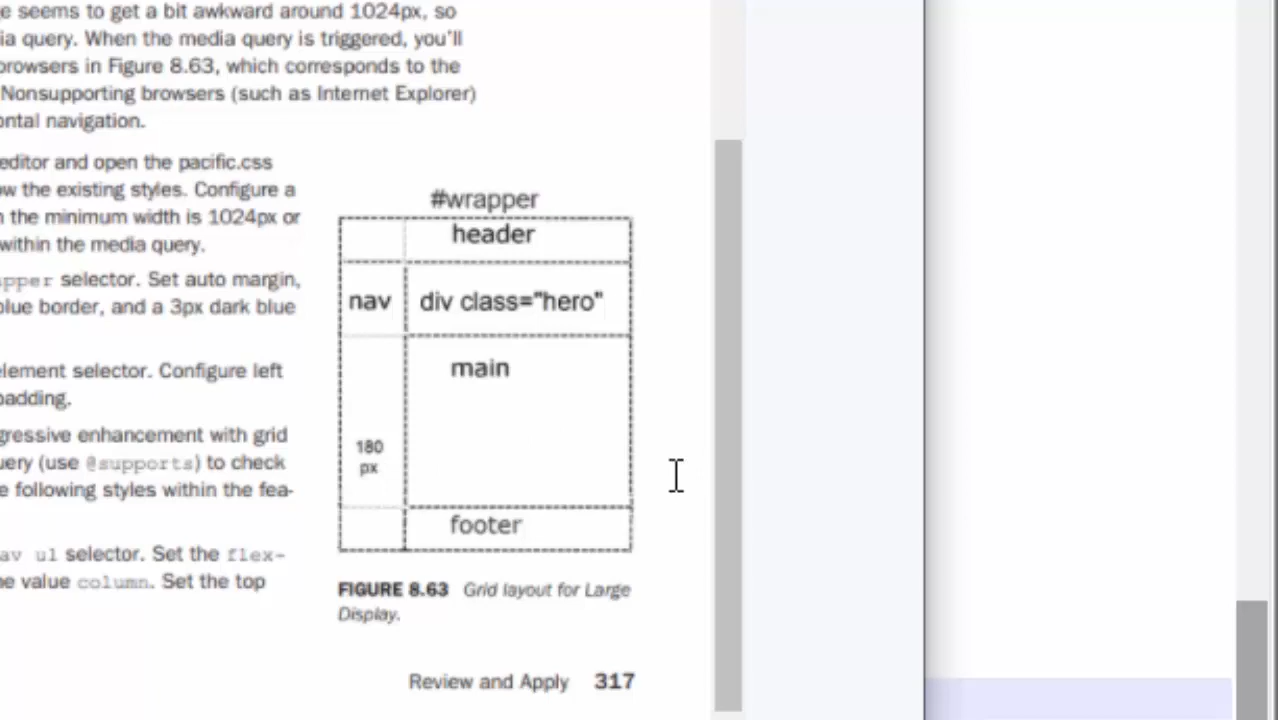 e seems to get a bit awkward around 1024px, so
ia query. When the media query is triggered, you'll
browsers in Figure 8.63, which corresponds to the
Nonsupporting browsers (such as Internet Explorer)
ontal navigation.
editor and open the pacific.css
ow the existing styles. Configure a
n the minimum width is 1024px or
within the media query.
apper selector. Set auto margin,
blue border, and a 3px dark blue
element selector. Configure left
padding.
gressive enhancement with grid
uery (use @supports) to check
e following styles within the fea-
av ul selector. Set the flex-
he value column. Set the top
#wrapper
header
nav div class="hero"
main
180
px
footer
FIGURE 8.63 Grid layout for Large
Display.
Review and Apply 317